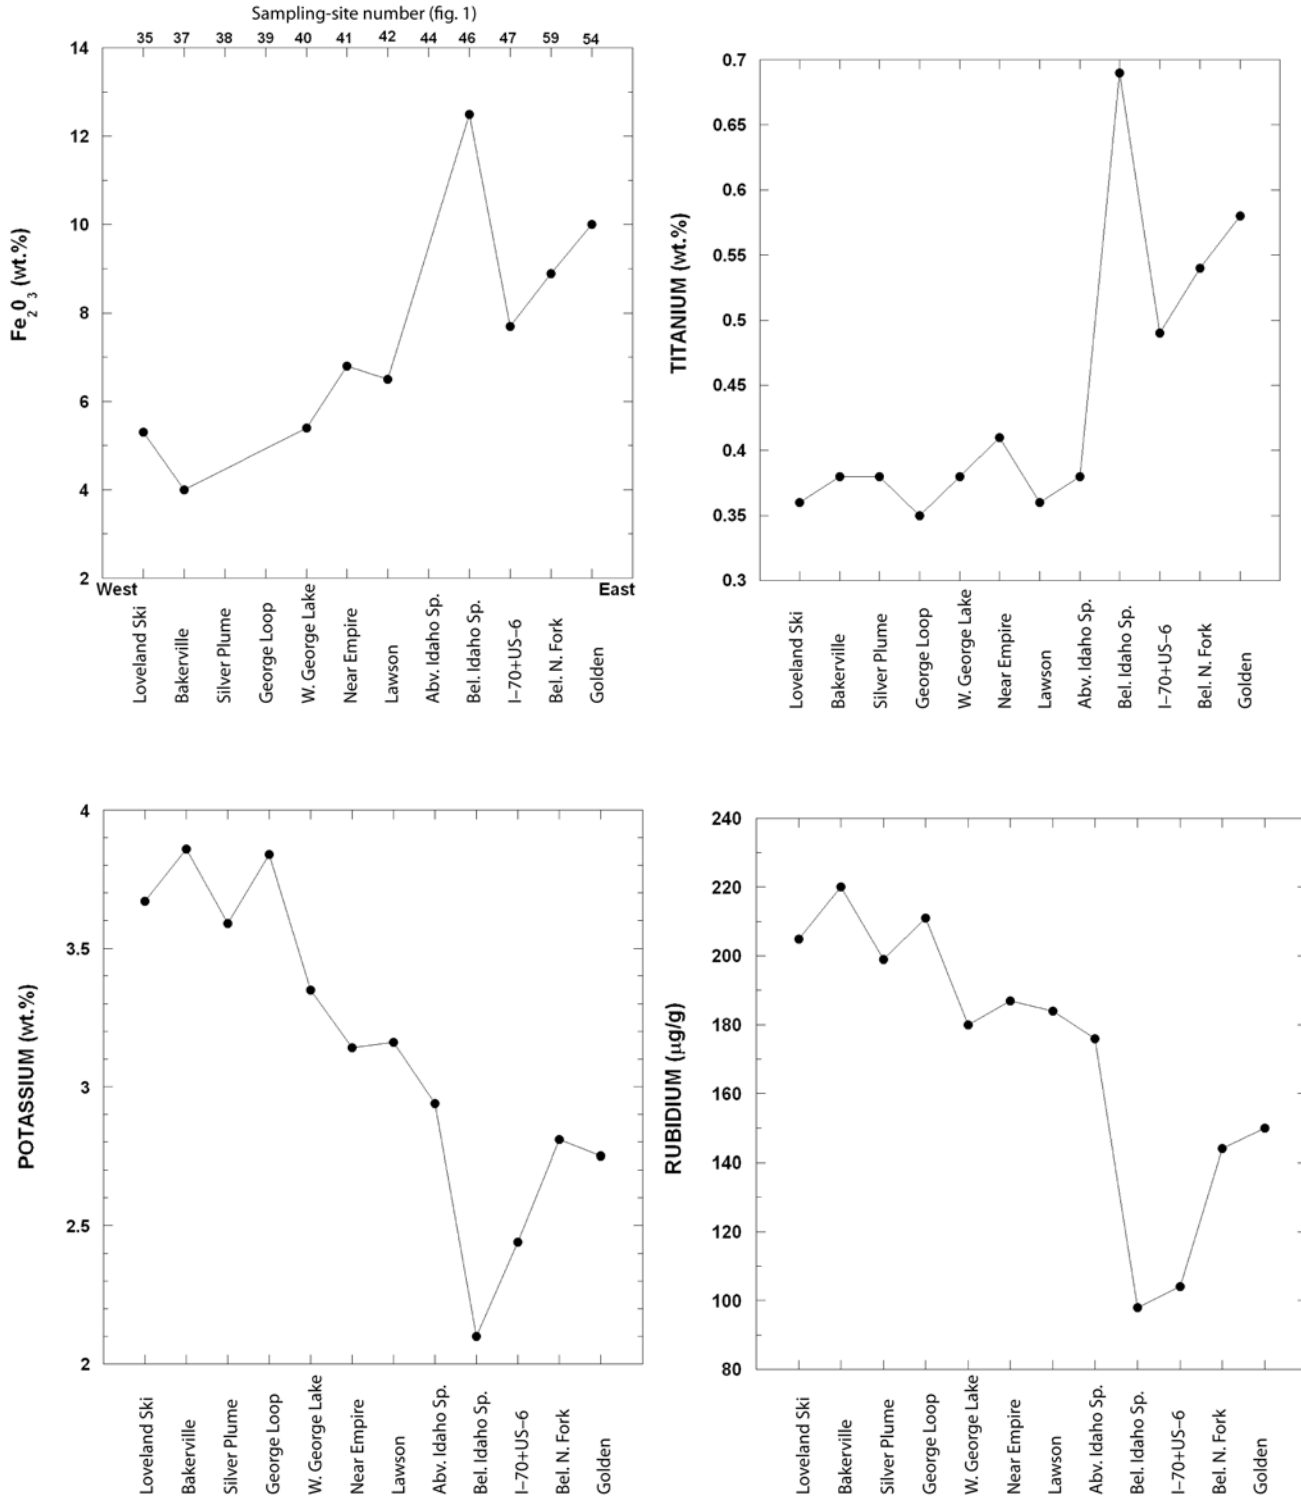 Sampling-site number (fig. 1)
35 37 38 39 40 41 42 44 46 47 59 54
14
12
10
8
6
4
2
Fe2O3 (wt.%)
West East
Loveland Ski
Bakerville
Silver Plume
George Loop
W. George Lake
Near Empire
Lawson
Abv. Idaho Sp.
Bel. Idaho Sp.
I–70+US–6
Bel. N. Fork
Golden
0.7
0.65
0.6
0.55
0.5
0.45
0.4
0.35
0.3
TITANIUM (wt.%)
Loveland Ski
Bakerville
Silver Plume
George Loop
W. George Lake
Near Empire
Lawson
Abv. Idaho Sp.
Bel. Idaho Sp.
I–70+US–6
Bel. N. Fork
Golden
4
3.5
3
2.5
2
POTASSIUM (wt.%)
Loveland Ski
Bakerville
Silver Plume
George Loop
W. George Lake
Near Empire
Lawson
Abv. Idaho Sp.
Bel. Idaho Sp.
I–70+US–6
Bel. N. Fork
Golden
240
220
200
180
160
140
120
100
80
RUBIDIUM (µg/g)
Loveland Ski
Bakerville
Silver Plume
George Loop
W. George Lake
Near Empire
Lawson
Abv. Idaho Sp.
Bel. Idaho Sp.
I–70+US–6
Bel. N. Fork
Golden